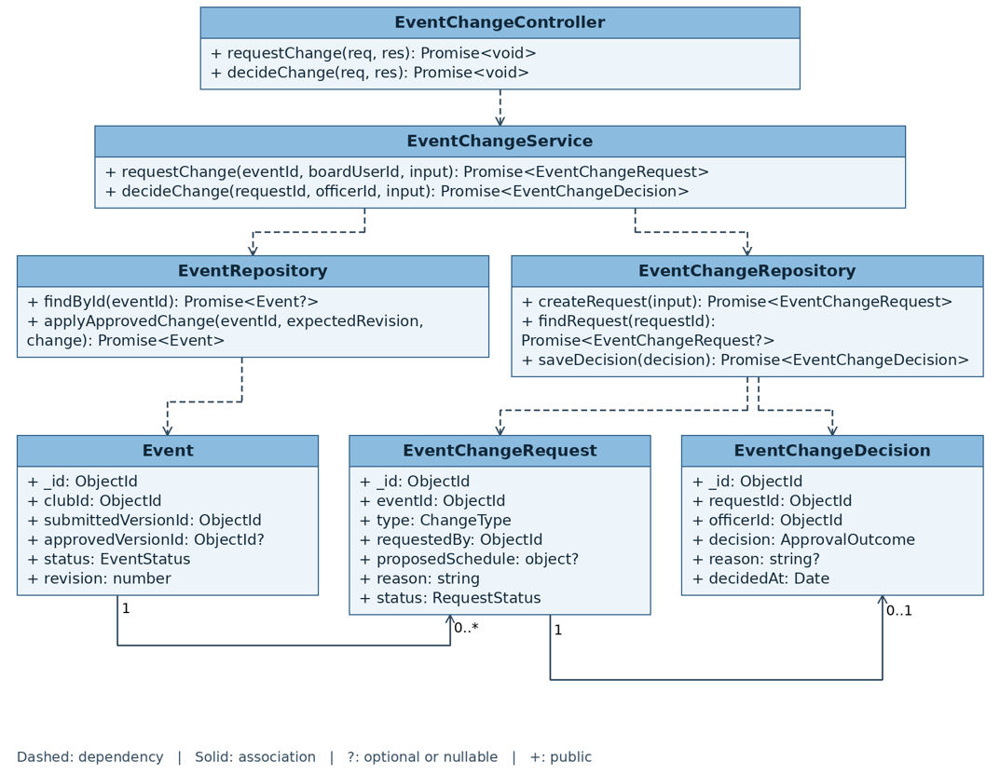 EventChangeController
+ requestChange(req, res): Promise<void>
+ decideChange(req, res): Promise<void>
EventChangeService
+ requestChange(eventId, boardUserId, input): Promise<EventChangeRequest>
+ decideChange(requestId, officerId, input): Promise<EventChangeDecision>
EventRepository
+ findById(eventId): Promise<Event?>
+ applyApprovedChange(eventId, expectedRevision,
change): Promise<Event>
EventChangeRepository
+ createRequest(input): Promise<EventChangeRequest>
+ findRequest(requestId):
Promise<EventChangeRequest?>
+ saveDecision(decision): Promise<EventChangeDecision>
Event
+ _id: ObjectId
+ clubId: ObjectId
+ submittedVersionId: ObjectId
+ approvedVersionId: ObjectId?
+ status: EventStatus
+ revision: number
EventChangeRequest
+ _id: ObjectId
+ eventId: ObjectId
+ type: ChangeType
+ requestedBy: ObjectId
+ proposedSchedule: object?
+ reason: string
+ status: RequestStatus
EventChangeDecision
+ _id: ObjectId
+ requestId: ObjectId
+ officerId: ObjectId
+ decision: ApprovalOutcome
+ reason: string?
+ decidedAt: Date
1
0..*
1
0..1
Dashed: dependency | Solid: association | ?: optional or nullable | +: public